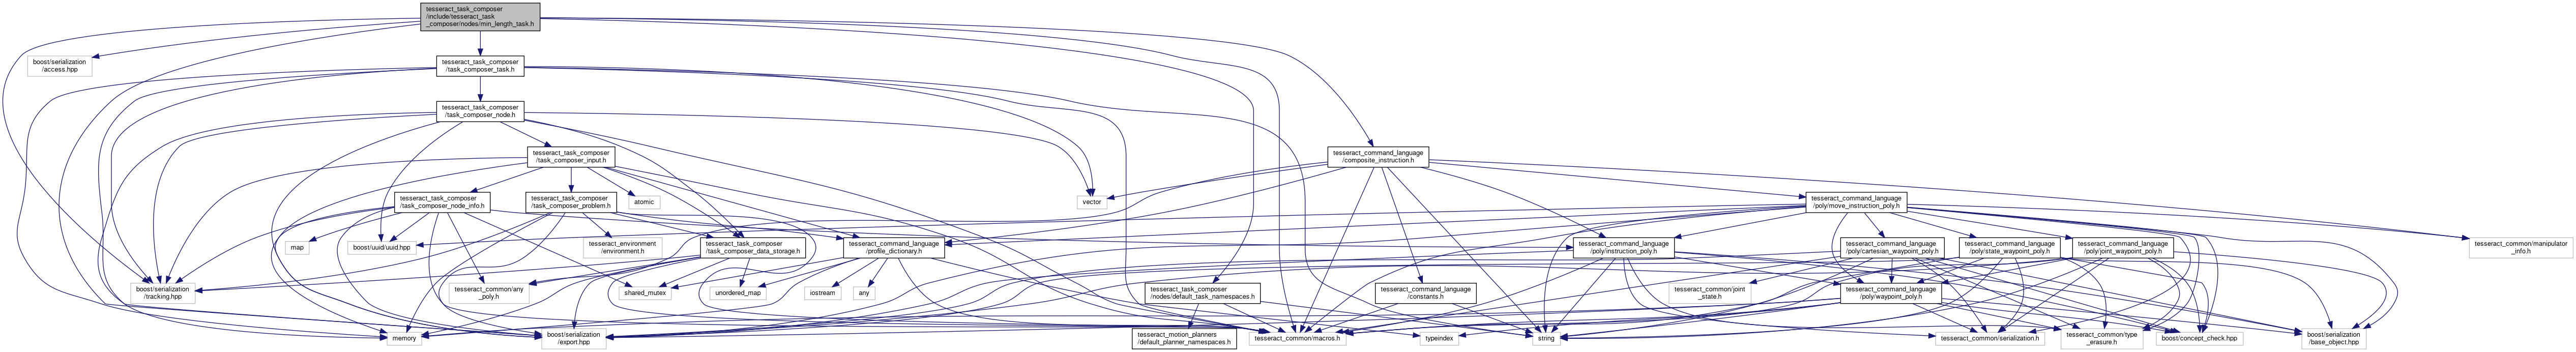 tesseract_task_composer
/include/tesseract_task
_composer/nodes/min_length_task.h
boost/serialization
/access.hpp
tesseract_task_composer
/task_composer_task.h
tesseract_task_composer
/task_composer_node.h
tesseract_task_composer
/task_composer_input.h
tesseract_command_language
/composite_instruction.h
tesseract_task_composer
/task_composer_node_info.h
tesseract_task_composer
/task_composer_problem.h
atomic
vector
tesseract_command_language
/poly/move_instruction_poly.h
map
boost/uuid/uuid.hpp
tesseract_environment
/environment.h
tesseract_task_composer
/task_composer_data_storage.h
tesseract_command_language
/profile_dictionary.h
tesseract_command_language
/poly/instruction_poly.h
tesseract_command_language
/poly/cartesian_waypoint_poly.h
tesseract_command_language
/poly/state_waypoint_poly.h
tesseract_command_language
/poly/joint_waypoint_poly.h
tesseract_common/manipulator
_info.h
boost/serialization
/tracking.hpp
tesseract_common/any
_poly.h
shared_mutex
unordered_map
iostream
any
tesseract_task_composer
/nodes/default_task_namespaces.h
tesseract_command_language
/constants.h
tesseract_common/joint
_state.h
tesseract_command_language
/poly/waypoint_poly.h
memory
boost/serialization
/export.hpp
tesseract_motion_planners
/default_planner_namespaces.h
tesseract_common/macros.h
typeindex
string
tesseract_common/serialization.h
tesseract_common/type
_erasure.h
boost/concept_check.hpp
boost/serialization
/base_object.hpp